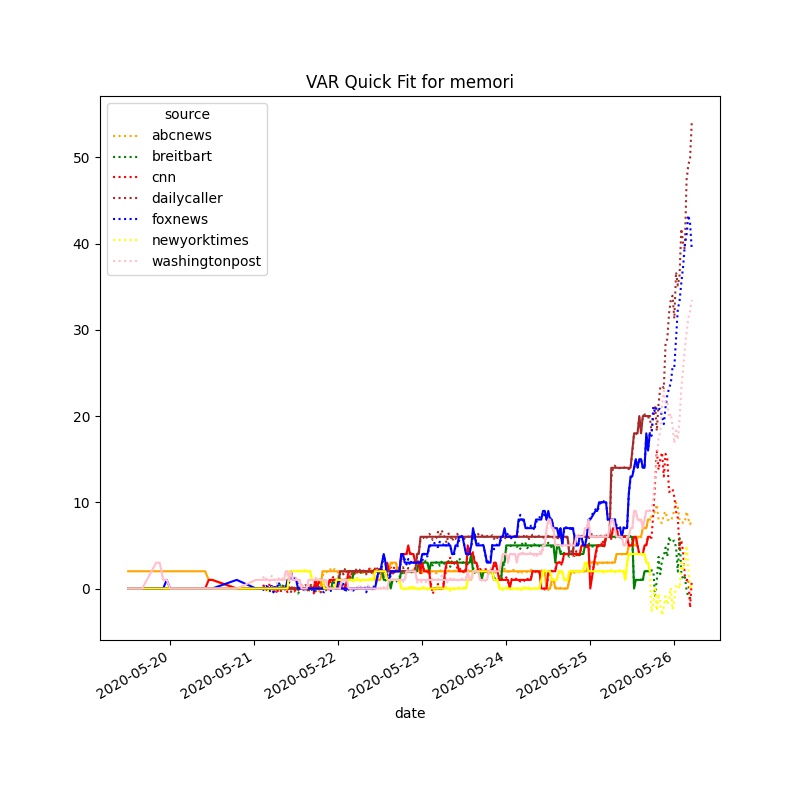 VAR Quick Fit for memori
source
abcnews
breitbart
cnn
dailycaller
foxnews
newyorktimes
washingtonpost
50
40
30
20
10
0
2020-05-20
2020-05-21
2020-05-22
2020-05-23
2020-05-24
2020-05-25
2020-05-26
date